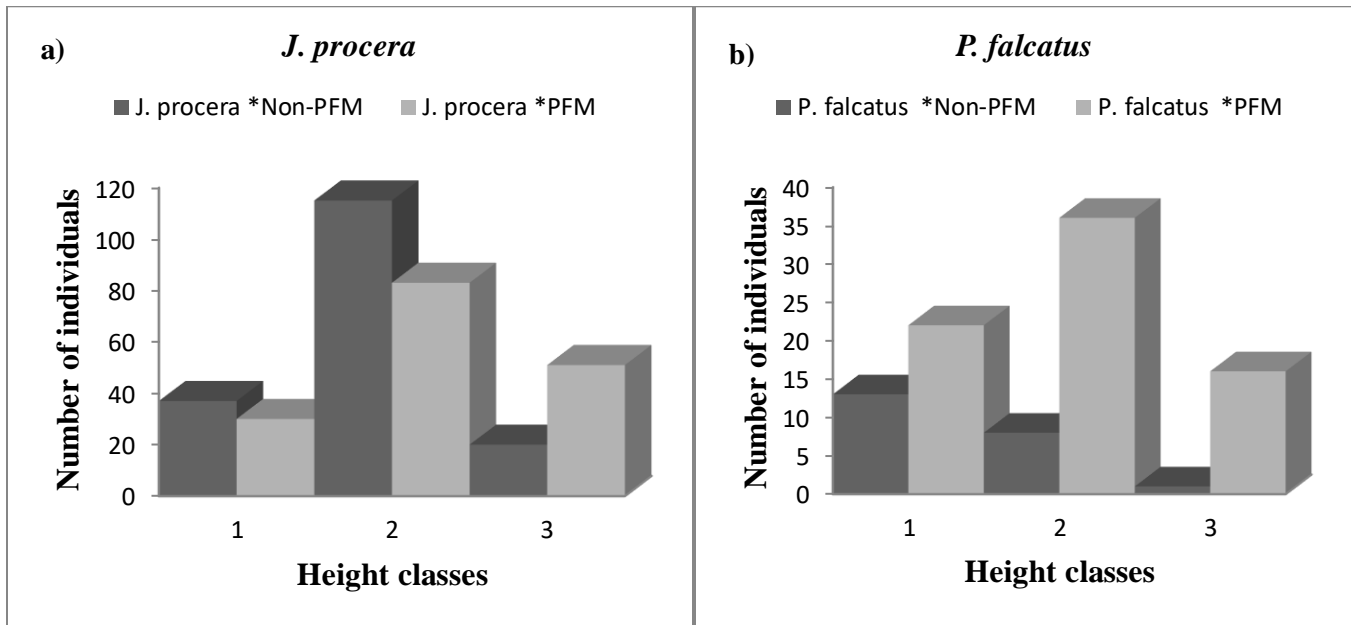 a) J. procera
J. procera *Non-PFM J. procera *PFM
Number of individuals
120
100
80
60
40
20
0
1 2 3
Height classes
b) P. falcatus
P. falcatus *Non-PFM P. falcatus *PFM
Number of individuals
40
35
30
25
20
15
10
5
0
1 2 3
Height classes